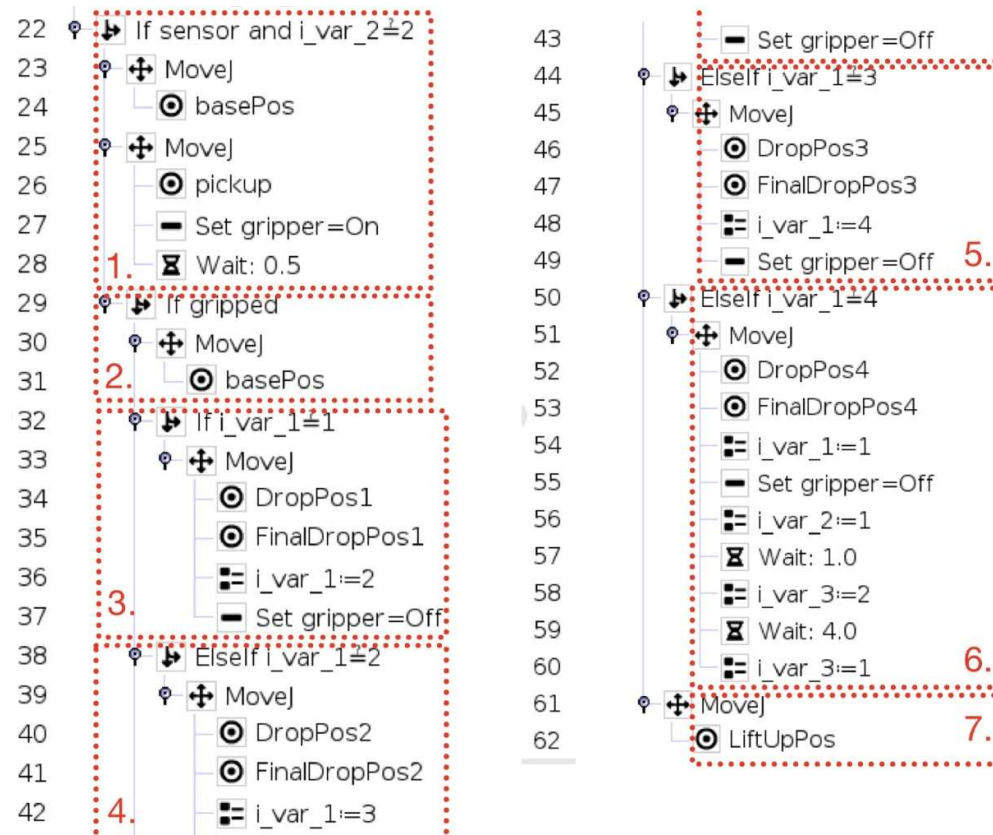 22 If sensor and i_var_2≟2
23 MoveJ
24 basePos
25 MoveJ
26 pickup
27 Set gripper=On
28 Wait: 0.5
1.
29 If gripped
30 MoveJ
31 basePos
2.
32 If i_var_1≟1
33 MoveJ
34 DropPos1
35 FinalDropPos1
36 i_var_1:=2
37 Set gripper=Off
3.
38 ElseIf i_var_1≟2
39 MoveJ
40 DropPos2
41 FinalDropPos2
42 i_var_1:=3
4.
43 Set gripper=Off
44 ElseIf i_var_1≟3
45 MoveJ
46 DropPos3
47 FinalDropPos3
48 i_var_1:=4
49 Set gripper=Off
5.
50 ElseIf i_var_1≟4
51 MoveJ
52 DropPos4
53 FinalDropPos4
54 i_var_1:=1
55 Set gripper=Off
56 i_var_2:=1
57 Wait: 1.0
58 i_var_3:=2
59 Wait: 4.0
60 i_var_3:=1
6.
61 MoveJ
62 LiftUpPos
7.